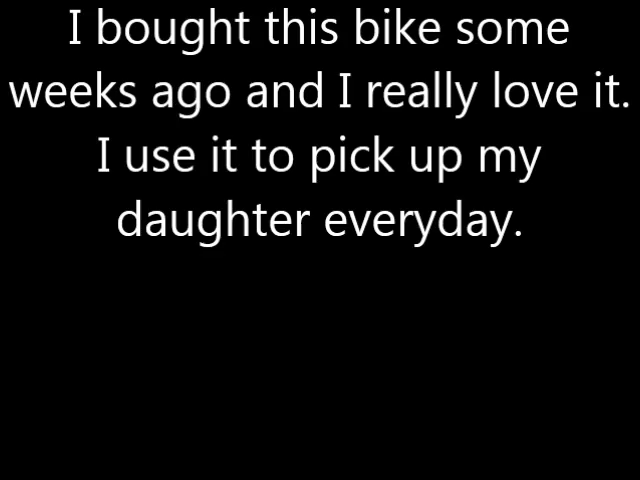 I bought this bike some
weeks ago and I really love it.
I use it to pick up my
daughter everyday.